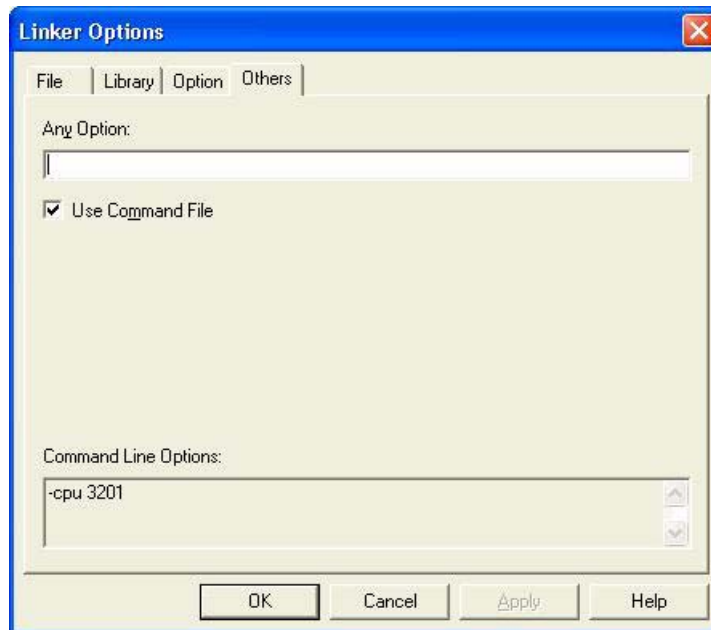 Linker Options
File Library Option Others
Any Option:
Use Command File
Command Line Options:
-cpu 3201
OK Cancel Apply Help